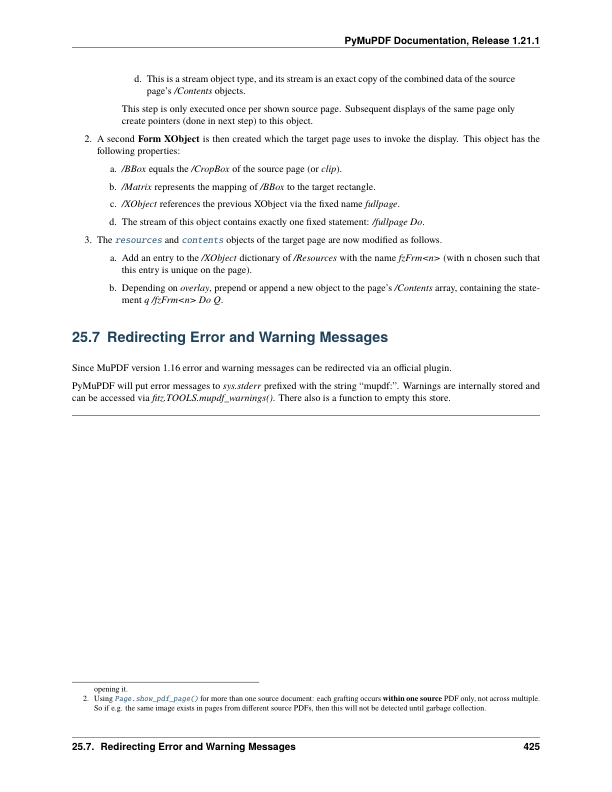 PyMuPDF Documentation, Release 1.21.1
d. This is a stream object type, and its stream is an exact copy of the combined data of the source
page's /Contents objects.
This step is only executed once per shown source page. Subsequent displays of the same page only
create pointers (done in next step) to this object.
2. A second Form XObject is then created which the target page uses to invoke the display. This object has the
following properties:
a. /BBox equals the /CropBox of the source page (or clip).
b. /Matrix represents the mapping of /BBox to the target rectangle.
c. /XObject references the previous XObject via the fixed name fullpage.
d. The stream of this object contains exactly one fixed statement: /fullpage Do.
3. The resources and contents objects of the target page are now modified as follows.
a. Add an entry to the /XObject dictionary of /Resources with the name fzFrm<n> (with n chosen such that
this entry is unique on the page).
b. Depending on overlay, prepend or append a new object to the page's /Contents array, containing the state-
ment q /fzFrm<n> Do Q.
25.7 Redirecting Error and Warning Messages
Since MuPDF version 1.16 error and warning messages can be redirected via an official plugin.
PyMuPDF will put error messages to sys.stderr prefixed with the string “mupdf:”. Warnings are internally stored and
can be accessed via fitz.TOOLS.mupdf_warnings(). There also is a function to empty this store.
opening it.
2. Using Page.show_pdf_page() for more than one source document: each grafting occurs within one source PDF only, not across multiple.
So if e.g. the same image exists in pages from different source PDFs, then this will not be detected until garbage collection.
25.7. Redirecting Error and Warning Messages 425